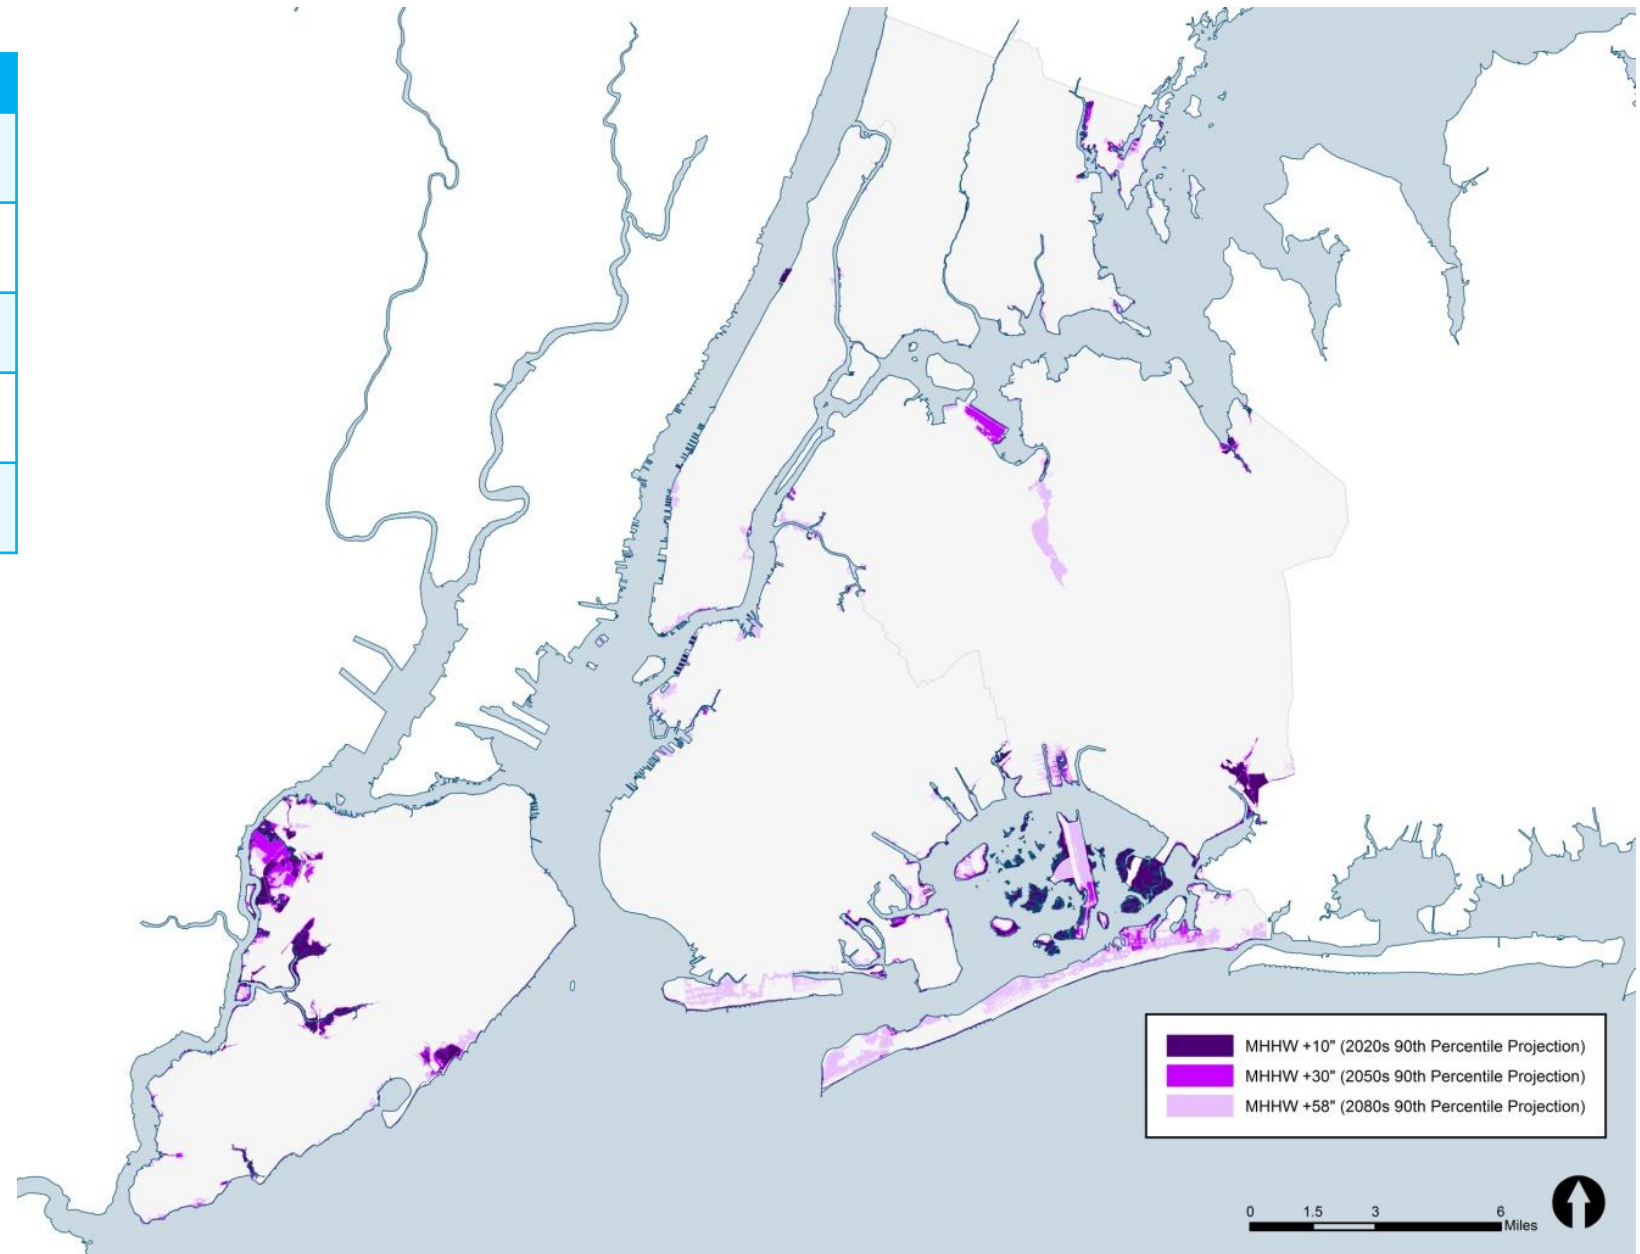 MHHW +10" (2020s 90th Percentile Projection)
MHHW +30" (2050s 90th Percentile Projection)
MHHW +58" (2080s 90th Percentile Projection)
0 1.5 3 6
Miles